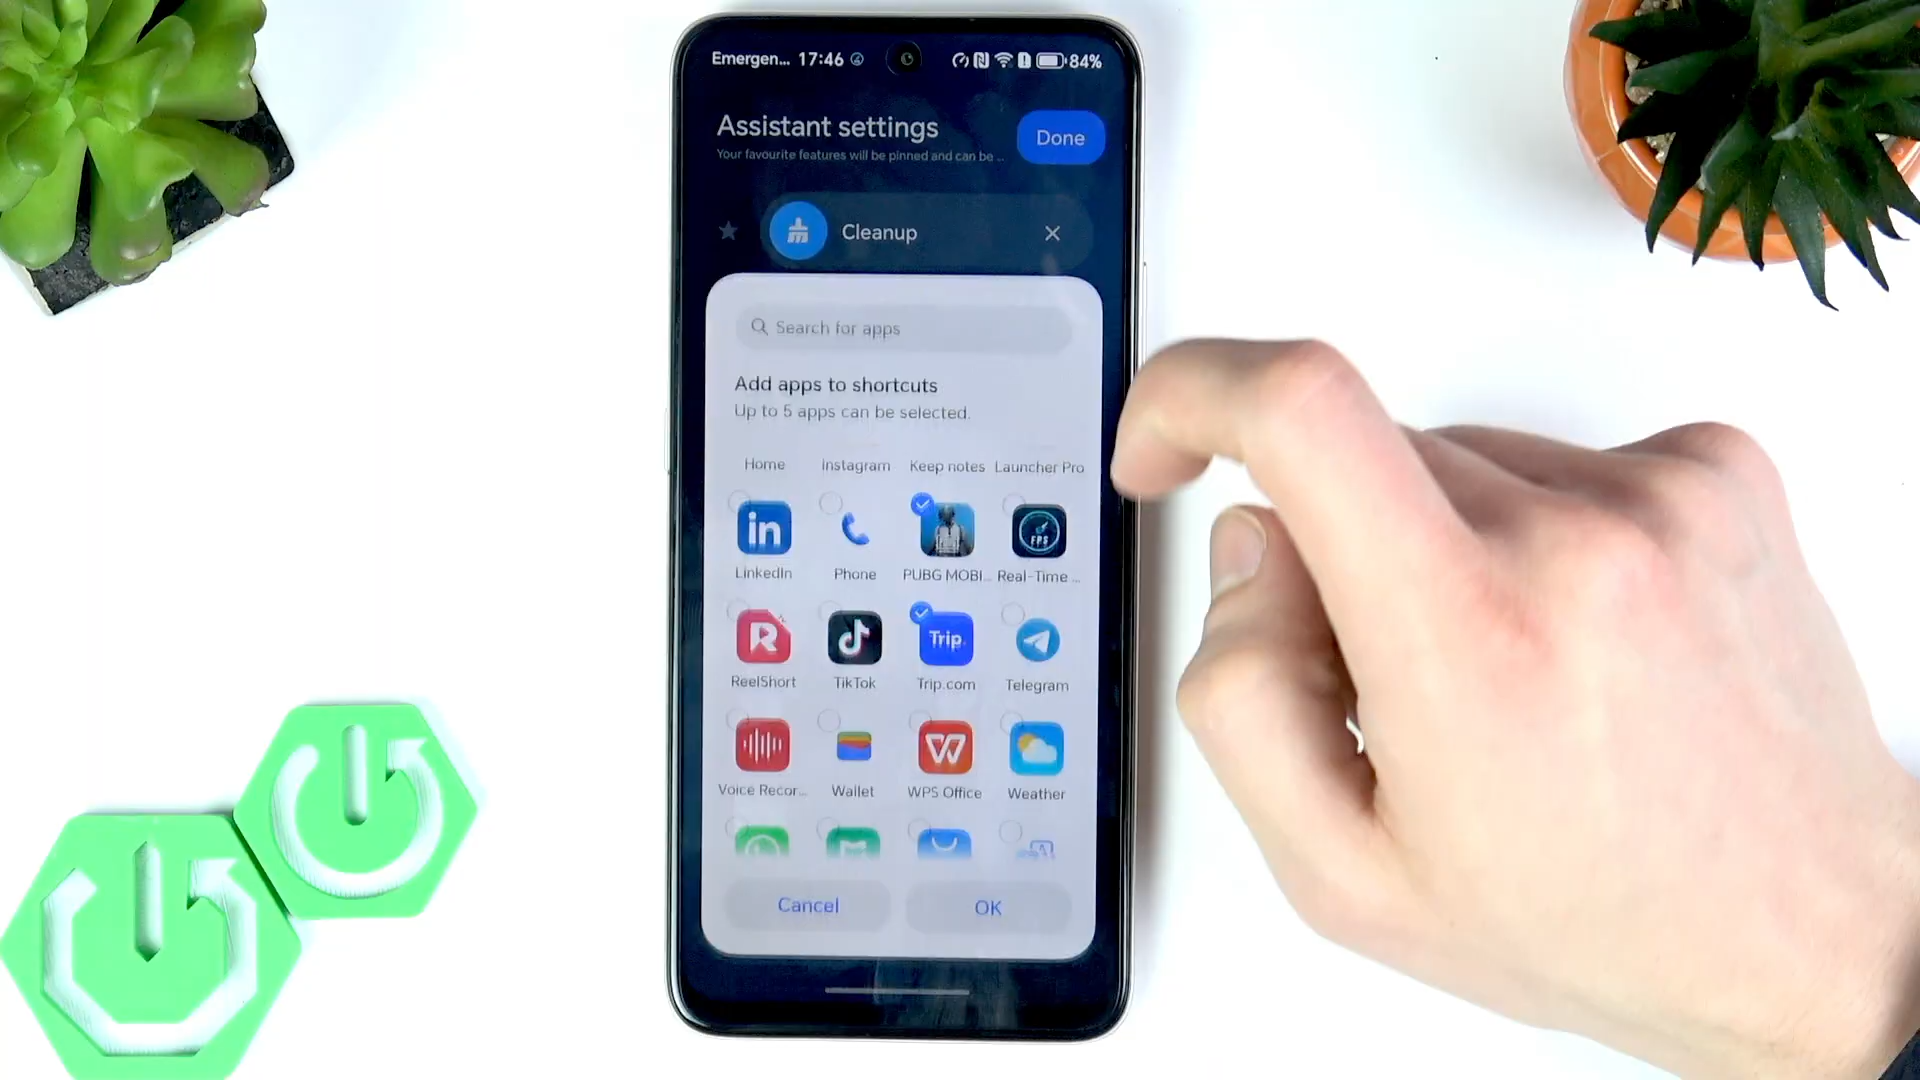 Emergen... 17:46 84%
Assistant settings
Done
Your favourite features will be pinned and can be ...
Cleanup
Search for apps
Add apps to shortcuts
Up to 5 apps can be selected.
Home Instagram Keep notes Launcher Pro
in
FPS
LinkedIn Phone PUBG MOBI... Real-Time ...
R
Trip.
ReelShort TikTok Trip.com Telegram
W
Voice Recor... Wallet WPS Office Weather
Cancel OK